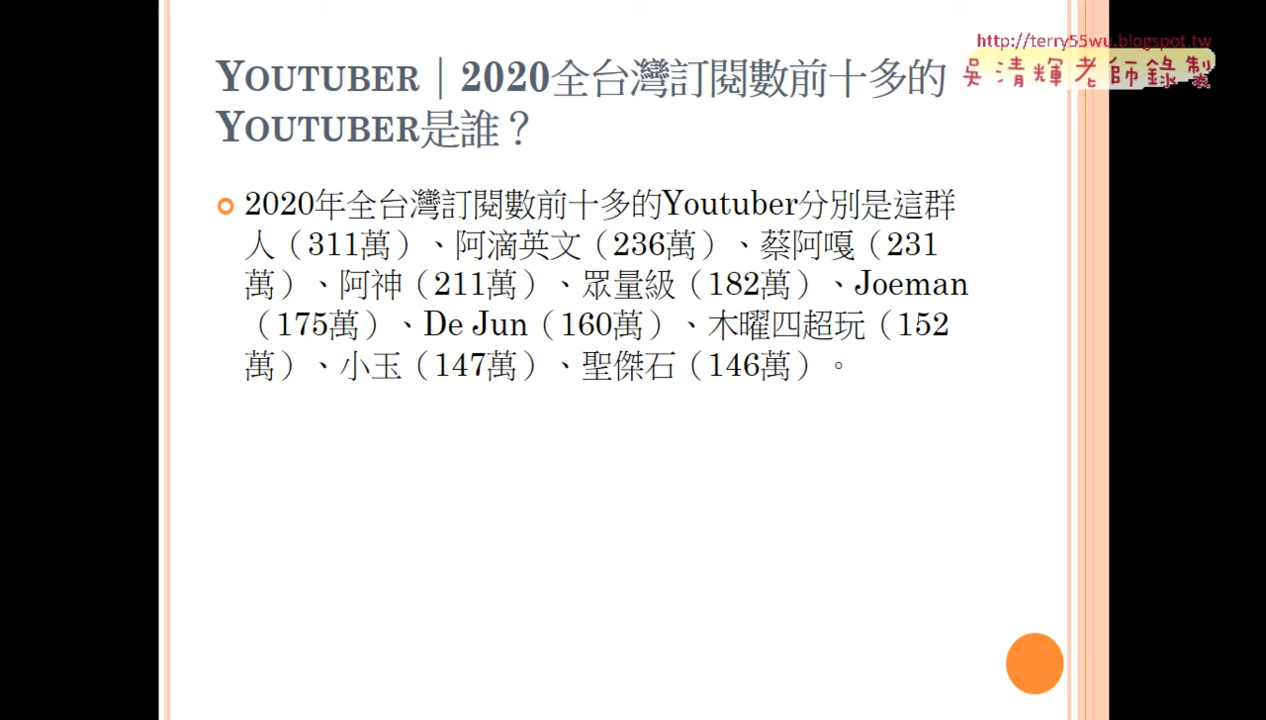 http://terry55wu.blogspot.tw
吳清輝老師錄製
YOUTUBER｜2020全台灣訂閱數前十多的
YOUTUBER是誰？
2020年全台灣訂閱數前十多的Youtuber分別是這群
人（311萬）、阿滴英文（236萬）、蔡阿嘎（231
萬）、阿神（211萬）、眾量級（182萬）、Joeman
（175萬）、De Jun（160萬）、木曜四超玩（152
萬）、小玉（147萬）、聖傑石（146萬）。